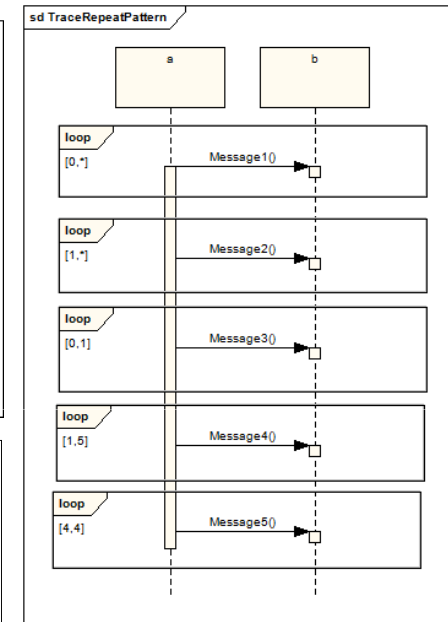 sd TraceRepeatPattern
a
b
loop
[0,*]
Message1()
loop
[1,*]
Message2()
loop
[0,1]
Message3()
loop
[1,5]
Message4()
loop
[4,4]
Message5()